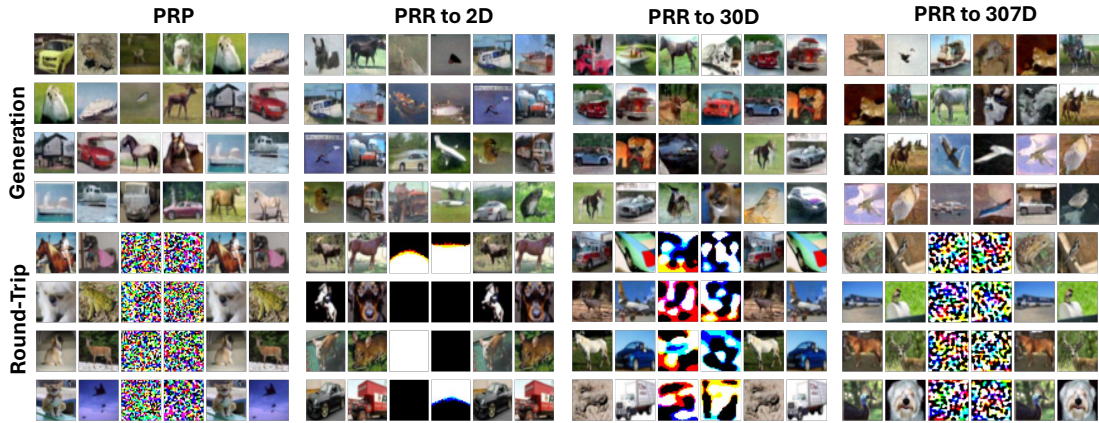 PRP
PRR to 2D
PRR to 30D
PRR to 307D
Generation
Round-Trip